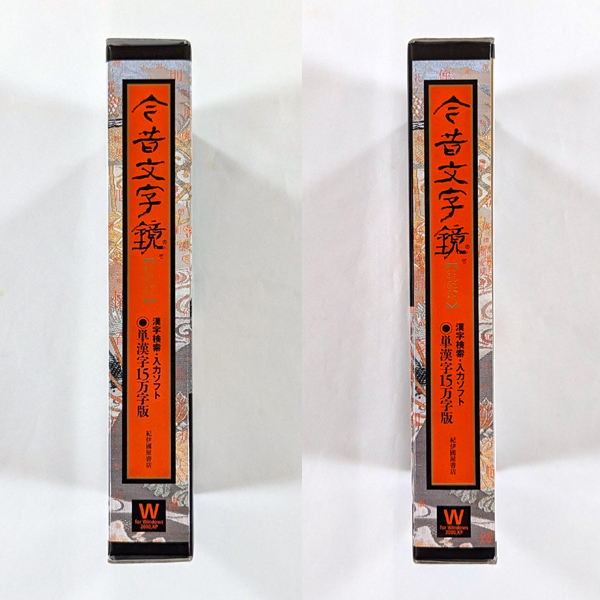 今昔文字鏡
漢字検索・入力ソフト
●単漢字15万字版
紀伊國屋書店
W
for Windows
2000,XP
今昔文字鏡
漢字検索・入力ソフト
●単漢字15万字版
紀伊國屋書店
W
for Windows
2000,XP